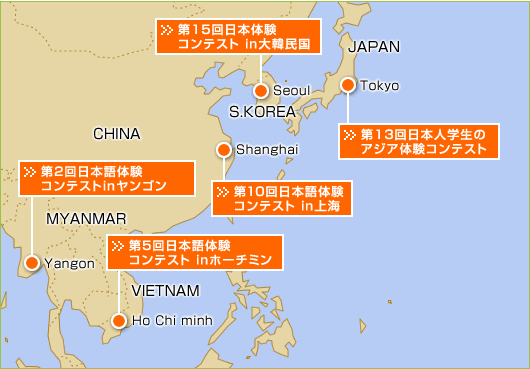 第15回日本体験
コンテスト in大韓民国
JAPAN
Seoul
Tokyo
S.KOREA
CHINA
第13回日本人学生の
アジア体験コンテスト
Shanghai
第2回日本語体験
コンテストinヤンゴン
第10回日本語体験
コンテスト in上海
MYANMAR
第5回日本語体験
コンテスト inホーチミン
Yangon
VIETNAM
Ho Chi minh